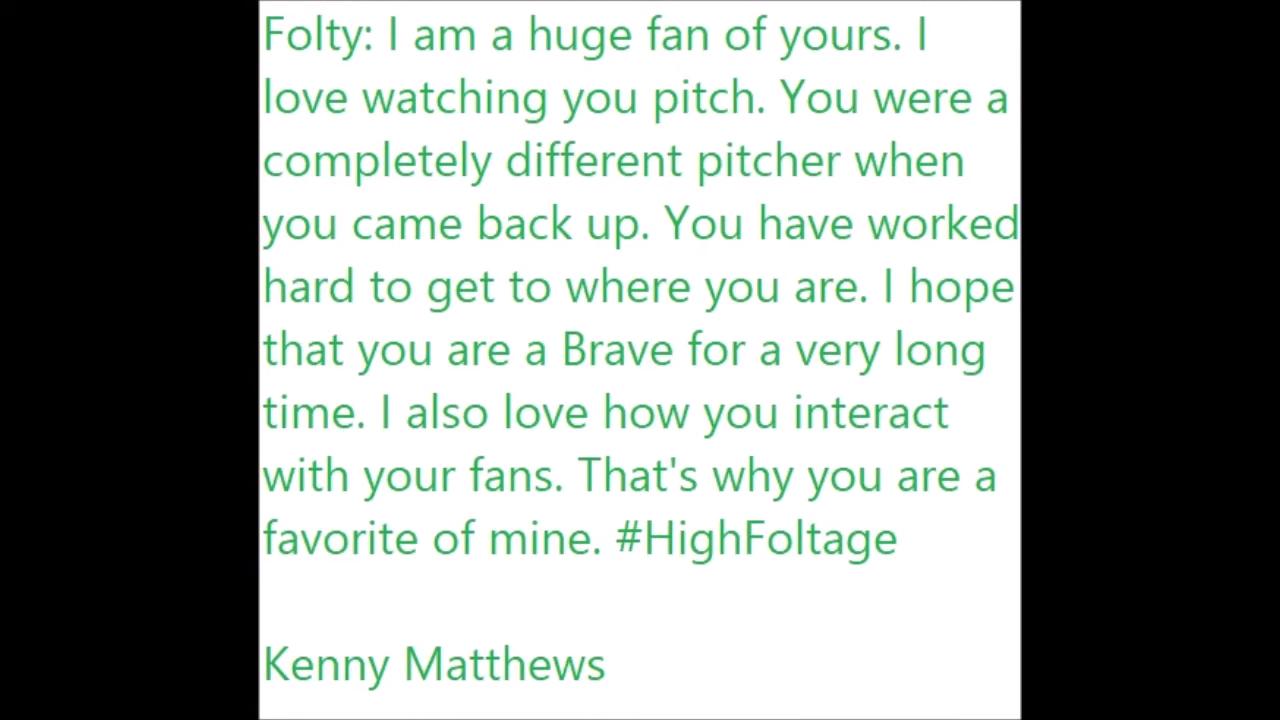 Folty: I am a huge fan of yours. I
love watching you pitch. You were a
completely different pitcher when
you came back up. You have worked
hard to get to where you are. I hope
that you are a Brave for a very long
time. I also love how you interact
with your fans. That's why you are a
favorite of mine. #HighFoltage
Kenny Matthews